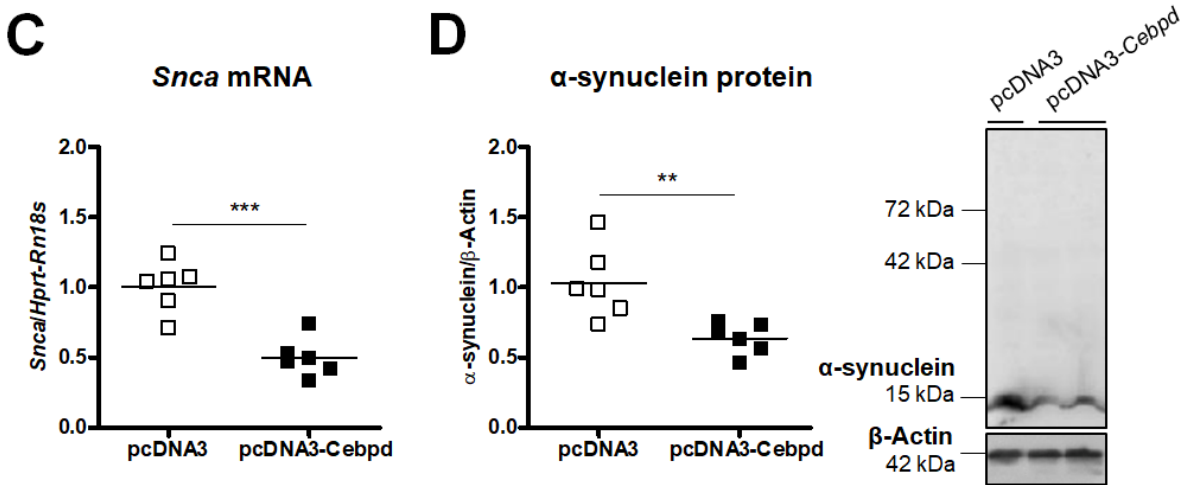 C
Snca mRNA
Snca/Hprt-Rn18s
2.0
1.5
1.0
0.5
0.0
***
pcDNA3
pcDNA3-Cebpd
D
α-synuclein protein
α-synuclein/β-Actin
2.0
1.5
1.0
0.5
0.0
**
pcDNA3
pcDNA3-Cebpd
pcDNA3
pcDNA3-Cebpd
72 kDa
42 kDa
α-synuclein
15 kDa
β-Actin
42 kDa